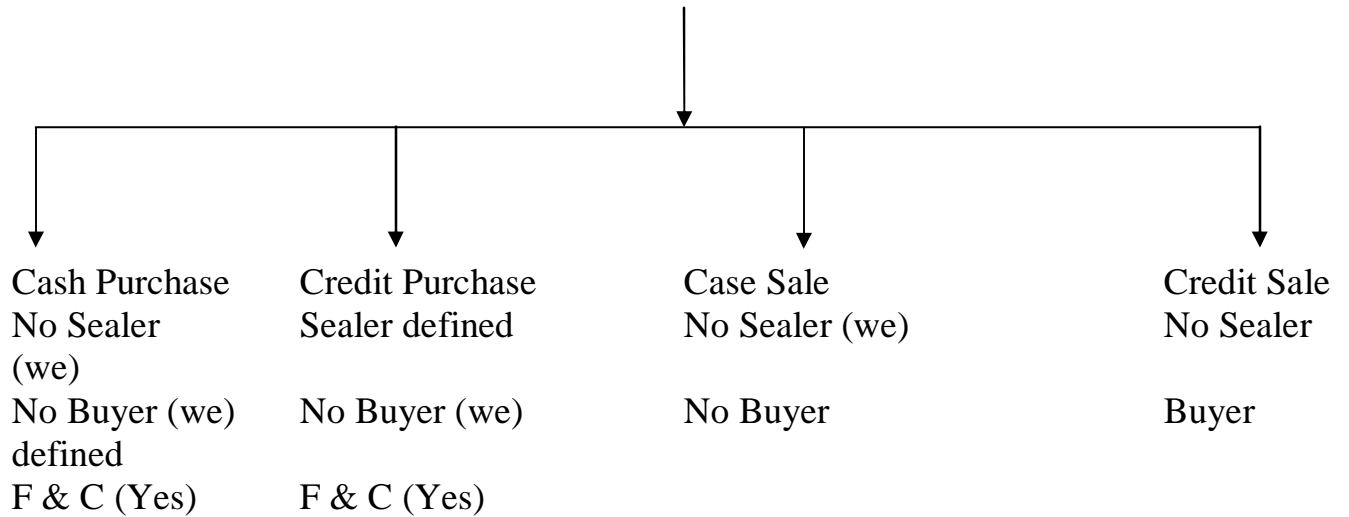 Cash Purchase Credit Purchase Case Sale Credit Sale
No Sealer Sealer defined No Sealer (we) No Sealer
(we)
No Buyer (we) No Buyer (we) No Buyer Buyer
defined
F & C (Yes) F & C (Yes)